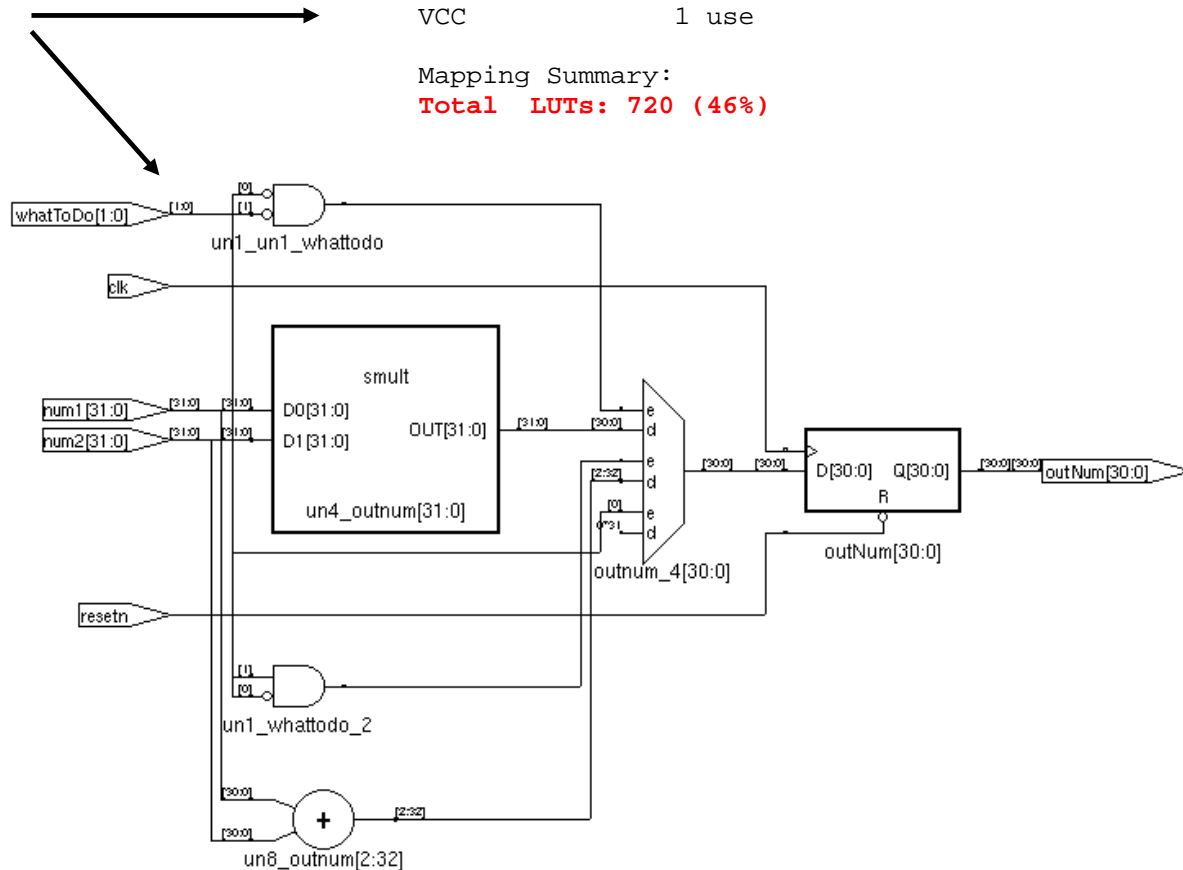 VCC 1 use
Mapping Summary:
Total LUTs: 720 (46%)
[0]
whatToDo[1:0] [1:0] [1]
un1_un1_whattodo
clk
smult
num1[31:0] [31:0] [31:0] D0[31:0] e
OUT[31:0] [31:0] [30:0] d
num2[31:0] [31:0] [31:0] D1[31:0]
e [30:0] [30:0] D[30:0] Q[30:0] [30:0][30:0] outNum[30:0]
[2:32] d
R
un4_outnum[31:0] [0] e
0*31 d
outNum[30:0]
outnum_4[30:0]
resetn
[1]
[0]
un1_whattodo_2
[30:0]
+ [2:32]
[30:0]
un8_outnum[2:32]